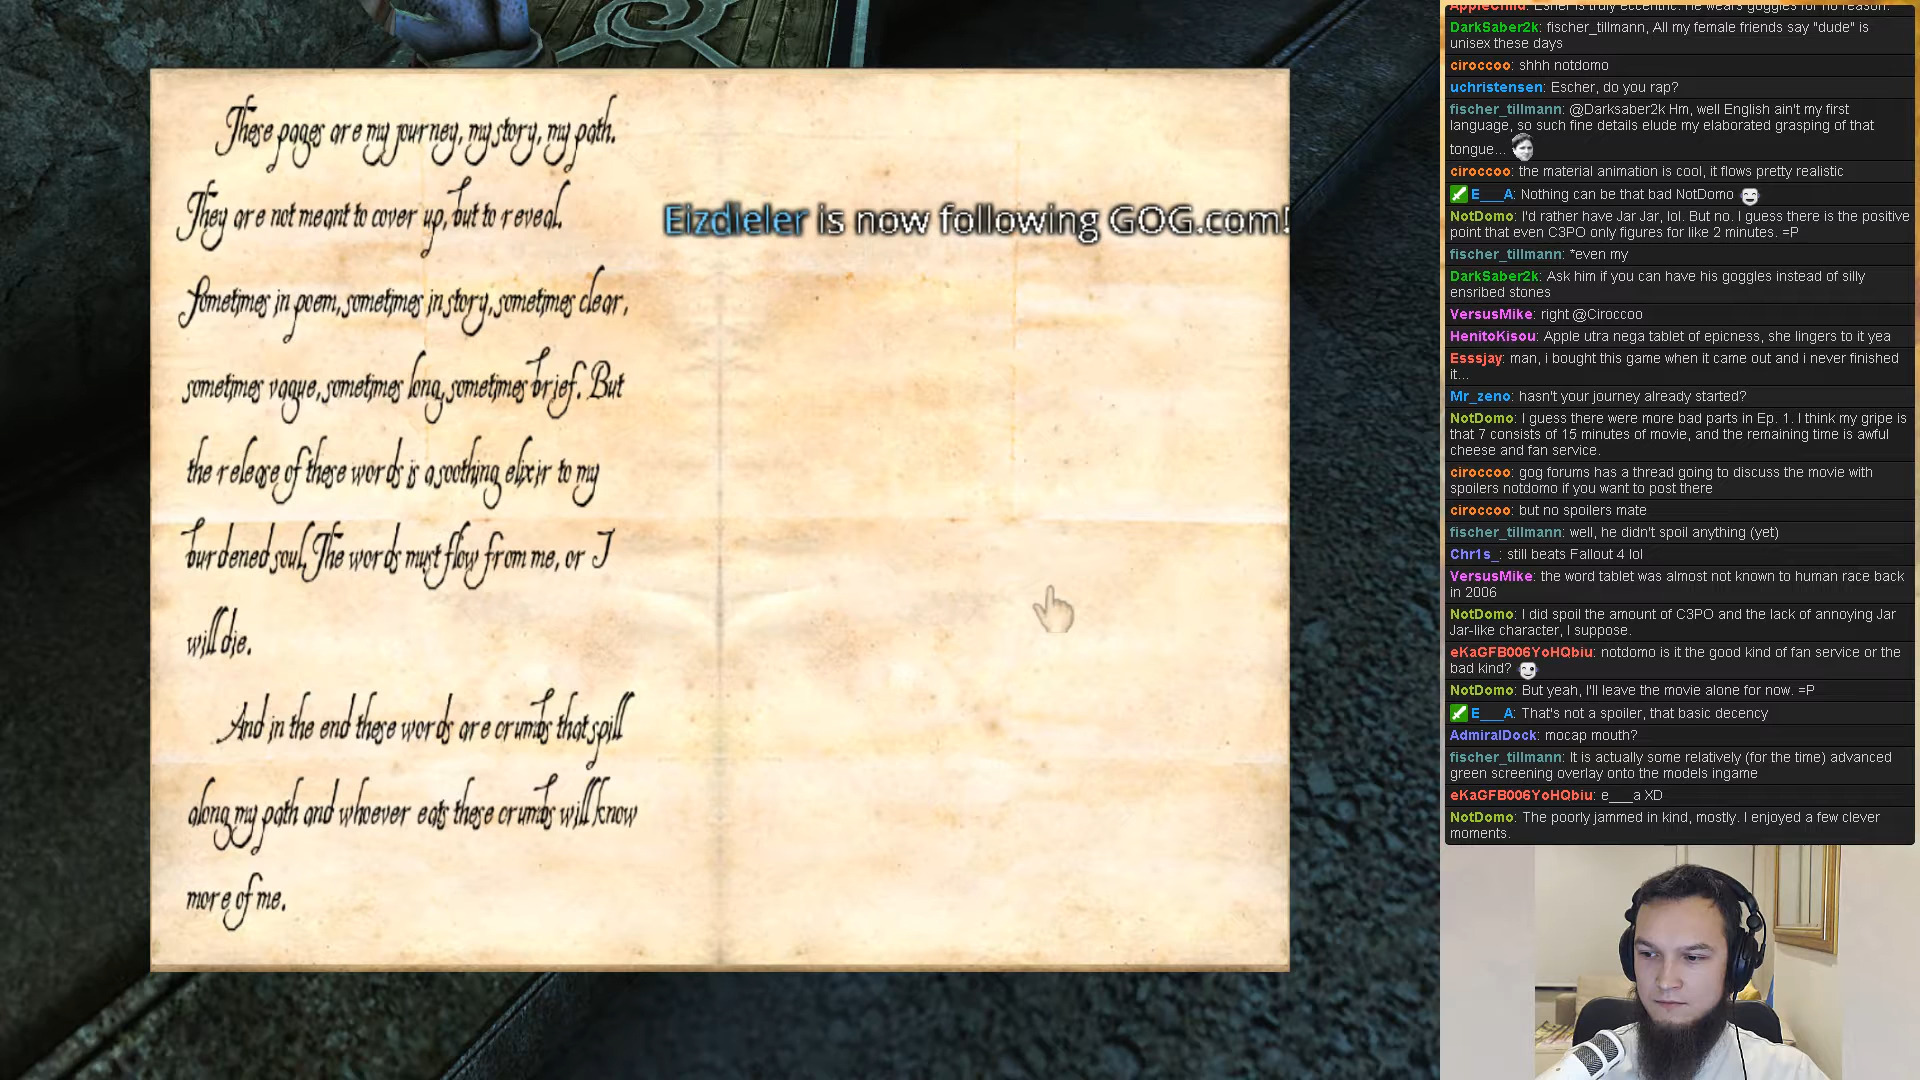 These pages are my journey, my story, my path.
They are not meant to cover up, but to reveal.
Sometimes in poem, sometimes in story, sometimes clear,
sometimes vague, sometimes long, sometimes brief. But
the release of these words is a soothing elixir to my
burdened soul. The words must flow from me, or I
will die.
And in the end these words are crumbs that spill
along my path and whoever eats these crumbs will know
more of me.
Eizdieler is now following GOG.com!
AppleChild: Esher is truly eccentric. He wears goggles for no reason.
DarkSaber2k: fischer_tillmann, All my female friends say "dude" is
unisex these days
ciroccoo: shhh notdomo
uchristensen: Escher, do you rap?
fischer_tillmann: @Darksaber2k Hm, well English ain't my first
language, so such fine details elude my elaborated grasping of that
tongue...
ciroccoo: the material animation is cool, it flows pretty realistic
E___A: Nothing can be that bad NotDomo
NotDomo: I'd rather have Jar Jar, lol. But no. I guess there is the positive
point that even C3PO only figures for like 2 minutes. =P
fischer_tillmann: *even my
DarkSaber2k: Ask him if you can have his goggles instead of silly
ensribed stones
VersusMike: right @Ciroccoo
HenitoKisou: Apple utra nega tablet of epicness, she lingers to it yea
Esssjay: man, i bought this game when it came out and i never finished
it...
Mr_zeno: hasn't your journey already started?
NotDomo: I guess there were more bad parts in Ep. 1. I think my gripe is
that 7 consists of 15 minutes of movie, and the remaining time is awful
cheese and fan service.
ciroccoo: gog forums has a thread going to discuss the movie with
spoilers notdomo if you want to post there
ciroccoo: but no spoilers mate
fischer_tillmann: well, he didn't spoil anything (yet)
Chr1s_: still beats Fallout 4 lol
VersusMike: the word tablet was almost not known to human race back
in 2006
NotDomo: I did spoil the amount of C3PO and the lack of annoying Jar
Jar-like character, I suppose.
eKaGFB006YoHQbiu: notdomo is it the good kind of fan service or the
bad kind?
NotDomo: But yeah, I'll leave the movie alone for now. =P
E___A: That's not a spoiler, that basic decency
AdmiralDock: mocap mouth?
fischer_tillmann: It is actually some relatively (for the time) advanced
green screening overlay onto the models ingame
eKaGFB006YoHQbiu: e___a XD
NotDomo: The poorly jammed in kind, mostly. I enjoyed a few clever
moments.